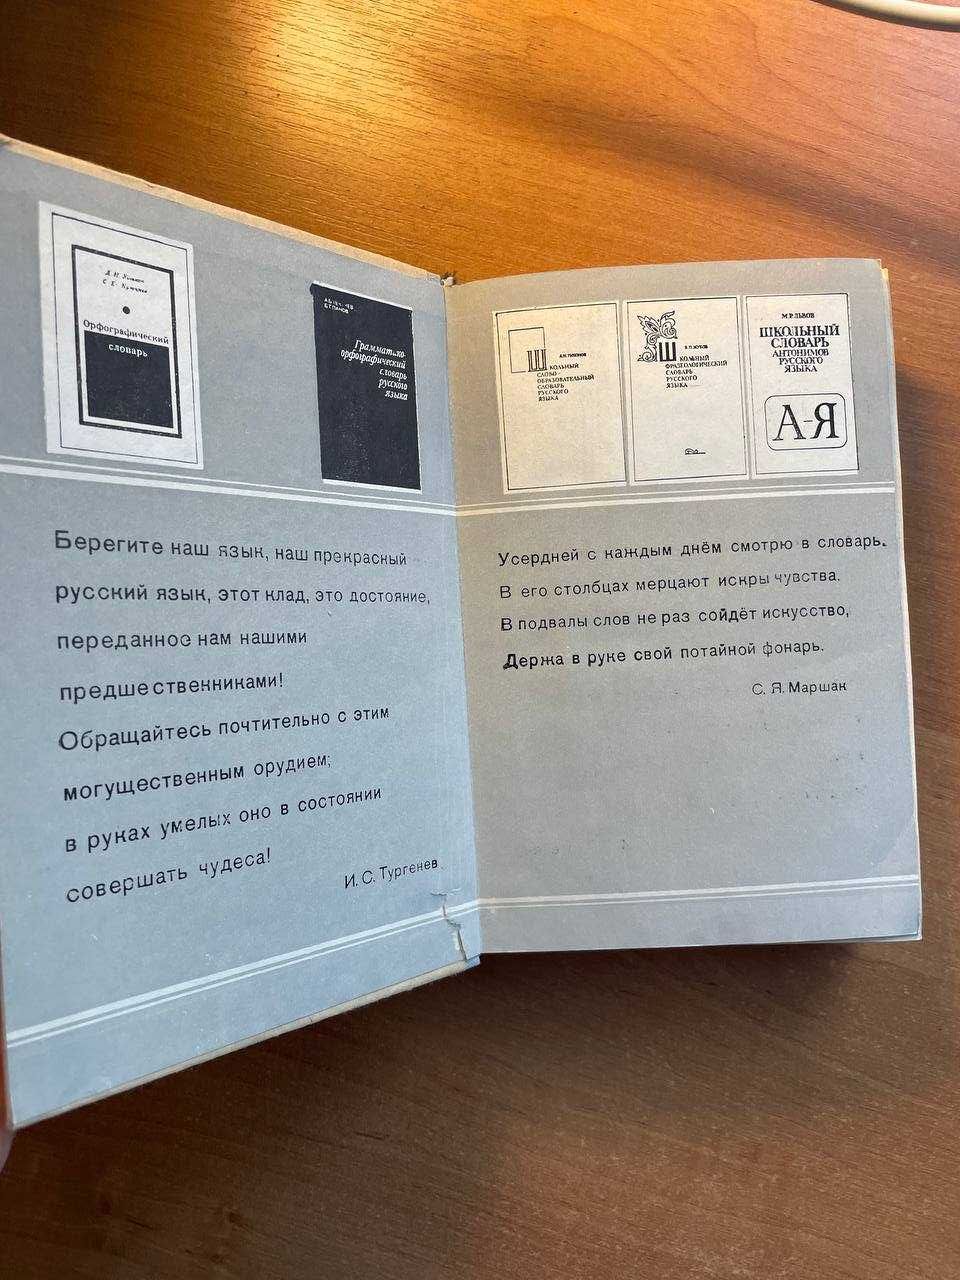 Орфографический
словарь
Грамматико-
орфографический
словарь
русского
языка
Берегите наш язык, наш прекрасный
русский язык, этот клад, это достояние,
переданное нам нашими
предшественниками!
Обращайтесь почтительно с этим
могущественным орудием;
в руках умелых оно в состоянии
совершать чудеса!
И. С. Тургенев
ШКОЛЬНЫЙ
СЛОВО-
ОБРАЗОВАТЕЛЬНЫЙ
СЛОВАРЬ
РУССКОГО
ЯЗЫКА
ШКОЛЬНЫЙ
ФРАЗЕОЛОГИЧЕСКИЙ
СЛОВАРЬ
РУССКОГО
ЯЗЫКА
М.Р. ЛЬВОВ
ШКОЛЬНЫЙ
СЛОВАРЬ
АНТОНИМОВ
РУССКОГО
ЯЗЫКА
А-Я
Усердней с каждым днём смотрю в словарь.
В его столбцах мерцают искры чувства.
В подвалы слов не раз сойдёт искусство,
Держа в руке свой потайной фонарь.
С. Я. Маршак